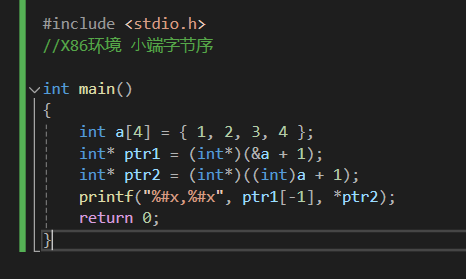 #include <stdio.h>
//X86环境 小端字节序
int main()
{
    int a[4] = { 1, 2, 3, 4 };
    int* ptr1 = (int*)(&a + 1);
    int* ptr2 = (int*)((int)a + 1);
    printf("%#x,%#x", ptr1[-1], *ptr2);
    return 0;
}